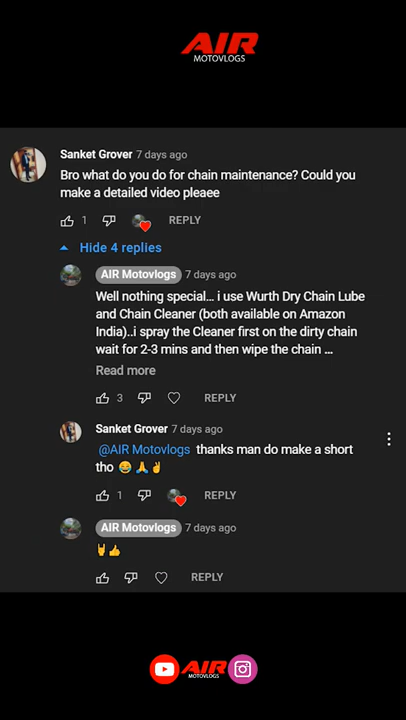 AIR
MOTOVLOGS
Sanket Grover 7 days ago
Bro what do you do for chain maintenance? Could you
make a detailed video pleaee
1 REPLY
Hide 4 replies
AIR Motovlogs 7 days ago
Well nothing special... i use Wurth Dry Chain Lube
and Chain Cleaner (both available on Amazon
India)..i spray the Cleaner first on the dirty chain
wait for 2-3 mins and then wipe the chain ...
Read more
3 REPLY
Sanket Grover 7 days ago
@AIR Motovlogs thanks man do make a short
tho 😂🙏✌️
1 REPLY
AIR Motovlogs 7 days ago
🤘👍
REPLY
AIR
MOTOVLOGS